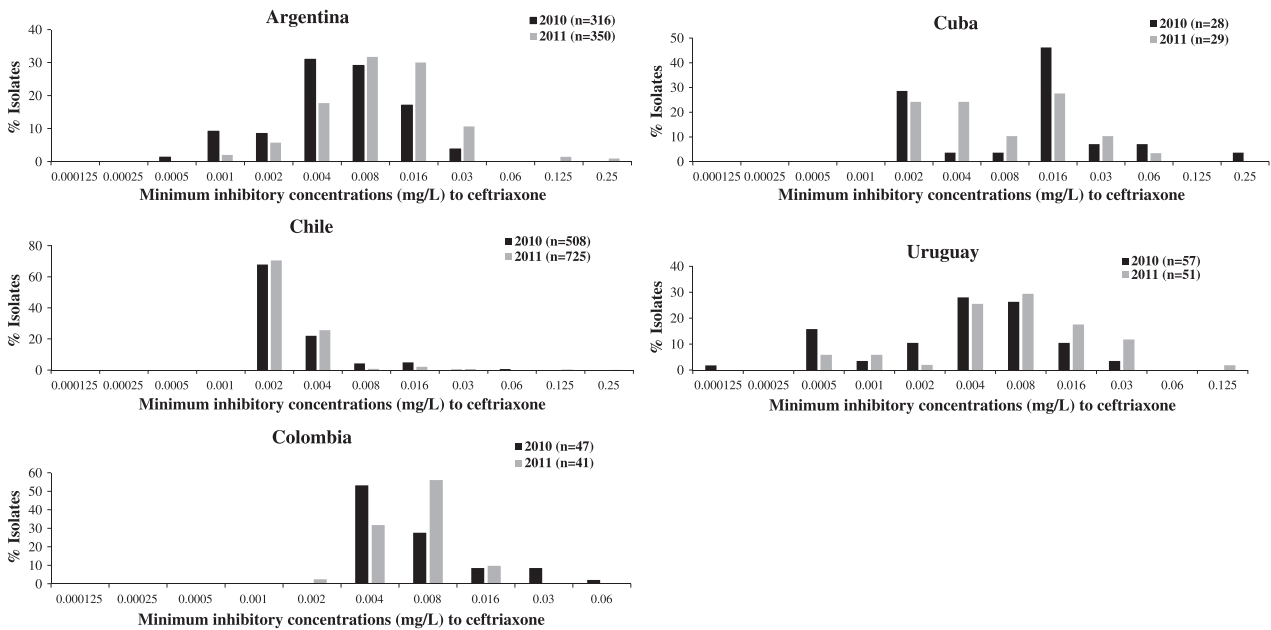 Argentina
2010 (n=316)
2011 (n=350)
% Isolates
40
30
20
10
0
0.000125 0.00025 0.0005 0.001 0.002 0.004 0.008 0.016 0.03 0.06 0.125 0.25
Minimum inhibitory concentrations (mg/L) to ceftriaxone
Cuba
2010 (n=28)
2011 (n=29)
% Isolates
50
40
30
20
10
0
0.000125 0.00025 0.0005 0.001 0.002 0.004 0.008 0.016 0.03 0.06 0.125 0.25
Minimum inhibitory concentrations (mg/L) to ceftriaxone
Chile
2010 (n=508)
2011 (n=725)
% Isolates
80
60
40
20
0
0.000125 0.00025 0.0005 0.001 0.002 0.004 0.008 0.016 0.03 0.06 0.125 0.25
Minimum inhibitory concentrations (mg/L) to ceftriaxone
Uruguay
2010 (n=57)
2011 (n=51)
% Isolates
40
30
20
10
0
0.000125 0.00025 0.0005 0.001 0.002 0.004 0.008 0.016 0.03 0.06 0.125
Minimum inhibitory concentrations (mg/L) to ceftriaxone
Colombia
2010 (n=47)
2011 (n=41)
% Isolates
60
50
40
30
20
10
0
0.000125 0.00025 0.0005 0.001 0.002 0.004 0.008 0.016 0.03 0.06
Minimum inhibitory concentrations (mg/L) to ceftriaxone